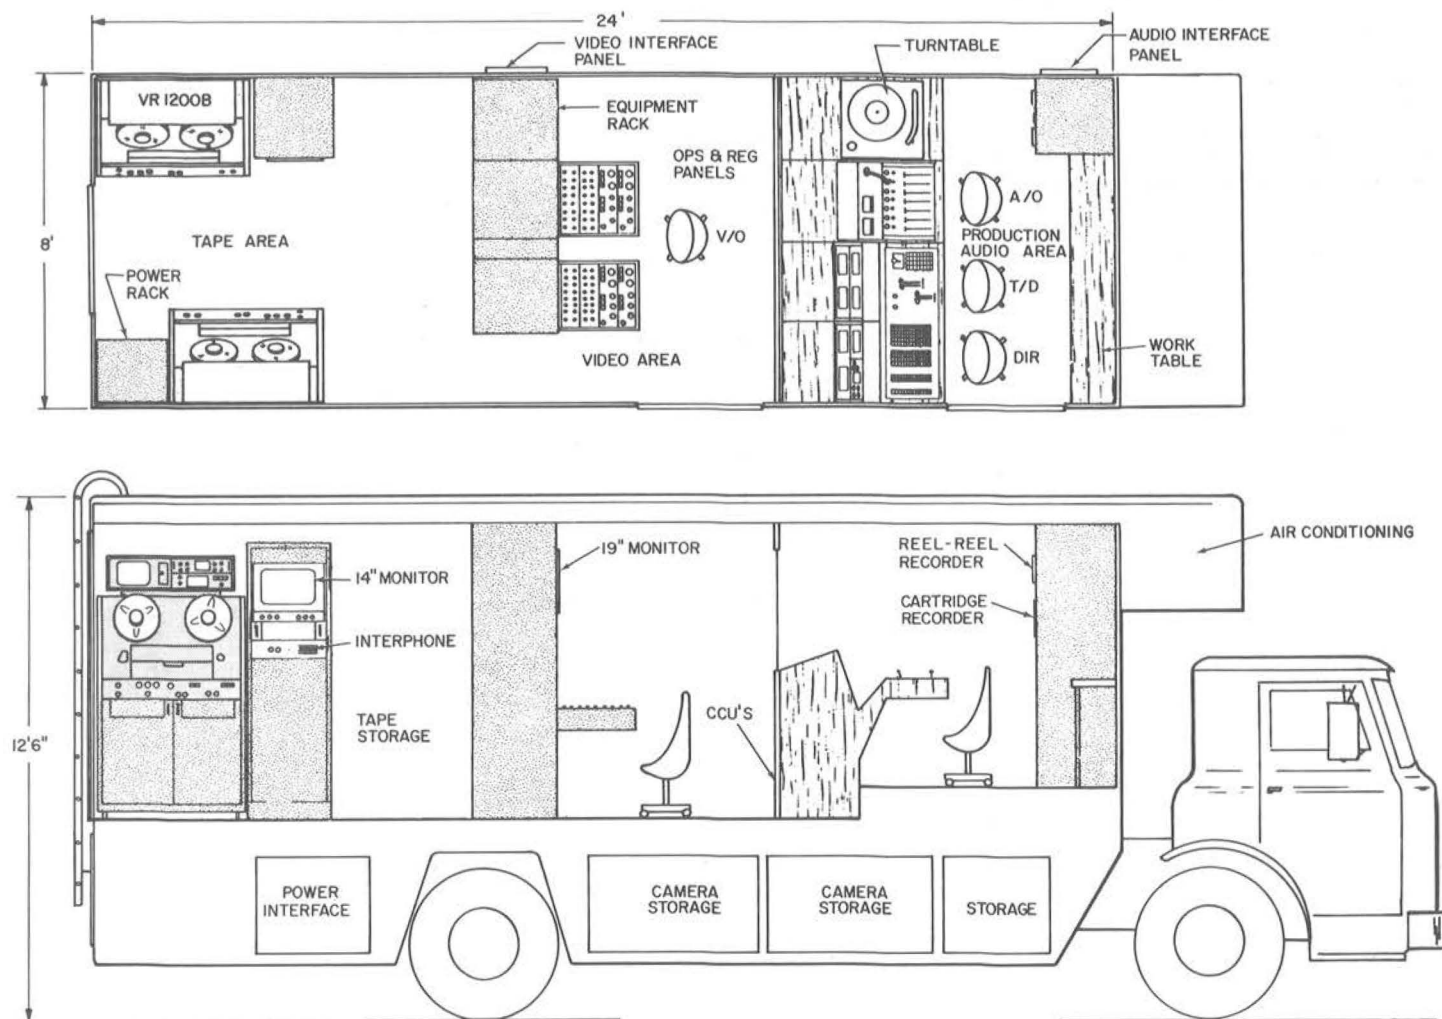 24'
VIDEO INTERFACE
PANEL
TURNTABLE
AUDIO INTERFACE
PANEL
VR 1200B
EQUIPMENT
RACK
OPS & REG
PANELS
A/O
8'
TAPE AREA
V/O
PRODUCTION
AUDIO AREA
POWER
RACK
T/D
VIDEO AREA
DIR
WORK
TABLE
12'6"
14" MONITOR
INTERPHONE
TAPE
STORAGE
19" MONITOR
CCU'S
REEL-REEL
RECORDER
CARTRIDGE
RECORDER
AIR CONDITIONING
POWER
INTERFACE
CAMERA
STORAGE
CAMERA
STORAGE
STORAGE